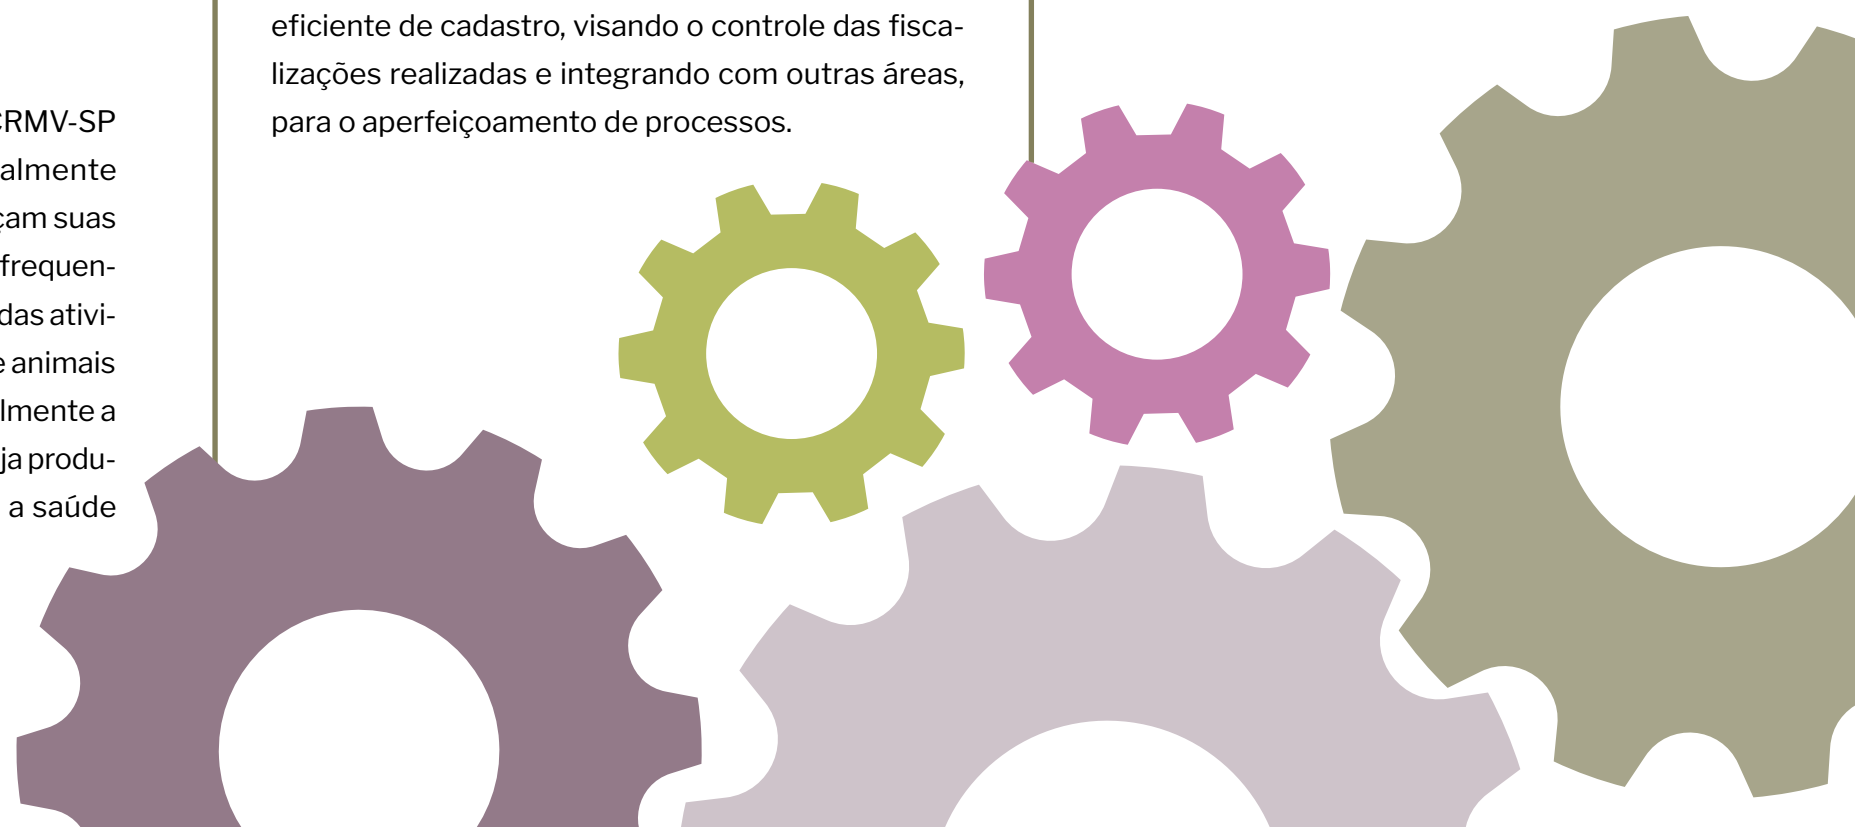 CRMV-SP
almente
çam suas
frequen-
das ativi-
e animais
lmente a
ja produ-
a saúde
eficiente de cadastro, visando o controle das fisca-
lizações realizadas e integrando com outras áreas,
para o aperfeiçoamento de processos.